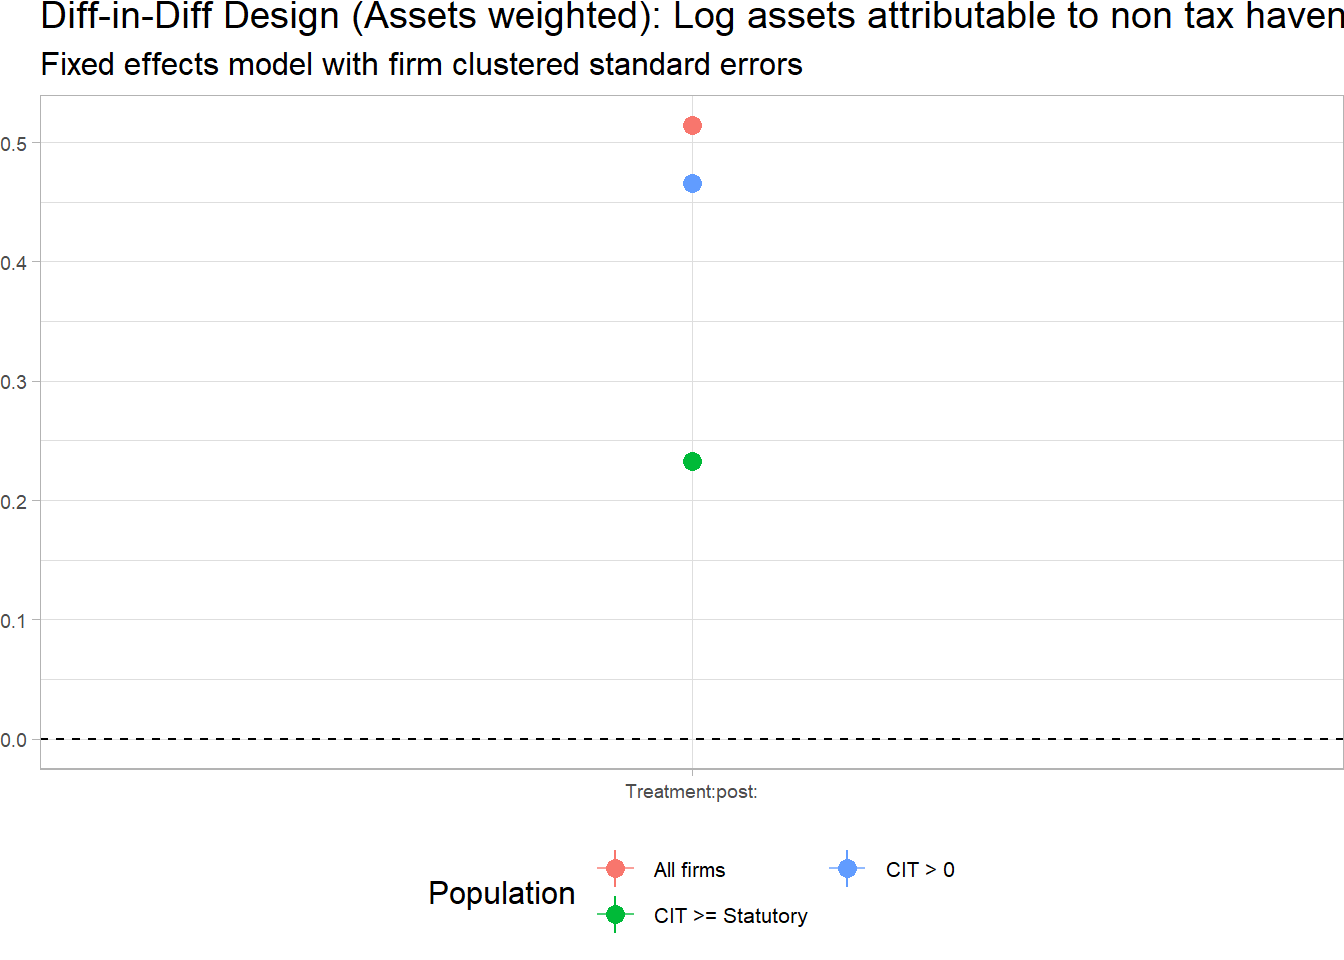 Diff-in-Diff Design (Assets weighted): Log assets attributable to non tax haven
Fixed effects model with firm clustered standard errors
0.5
0.4
0.3
0.2
0.1
0.0
Treatment:post:
Population
All firms
CIT > 0
CIT >= Statutory